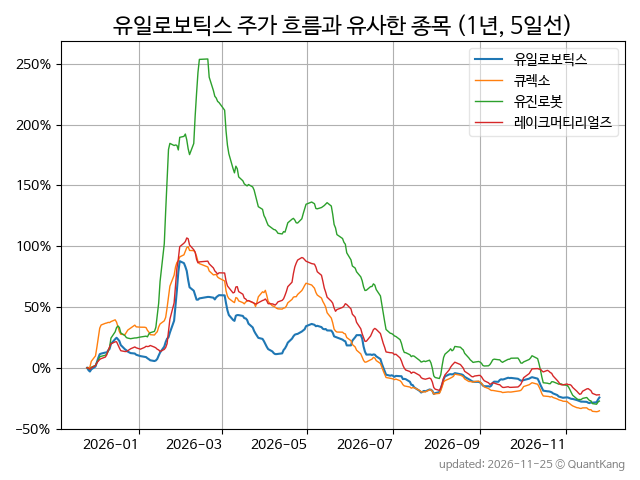 유일로보틱스 주가 흐름과 유사한 종목 (1년, 5일선)
유일로보틱스
큐렉소
유진로봇
레이크머티리얼즈
250%
200%
150%
100%
50%
0%
−50%
2026-01
2026-03
2026-05
2026-07
2026-09
2026-11
updated: 2026-11-25 © QuantKang